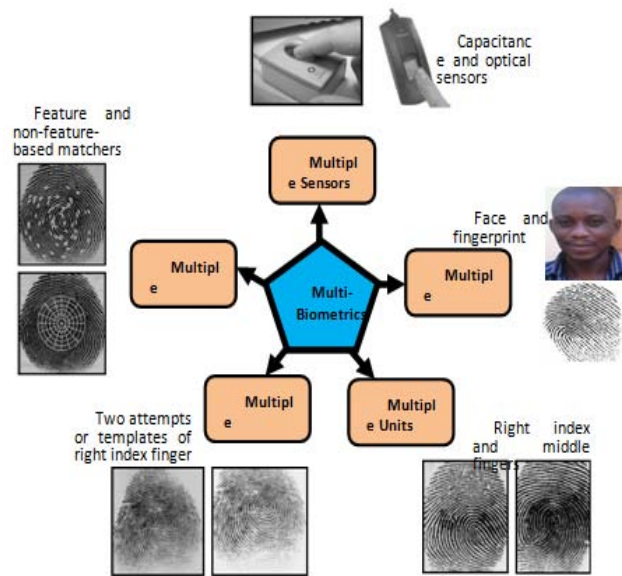 Capacitanc
e and optical
sensors
Feature and
non-feature-
based matchers
Multipl
e Sensors
Face and
fingerprint
Multipl
e
Multipl
e
Multi-
Biometrics
Multipl
e
Multipl
e Units
Two attempts
or templates of
right index finger
Right index
and middle
fingers